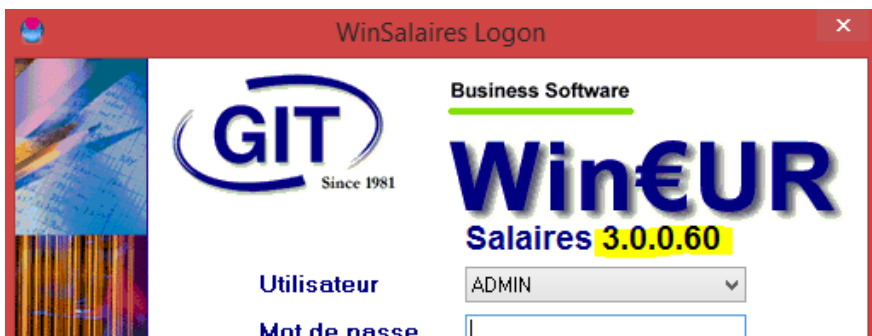 WinSalaires Logon
GIT
Since 1981
Business Software
Win€UR
Salaires 3.0.0.60
Utilisateur ADMIN
Mot de passe